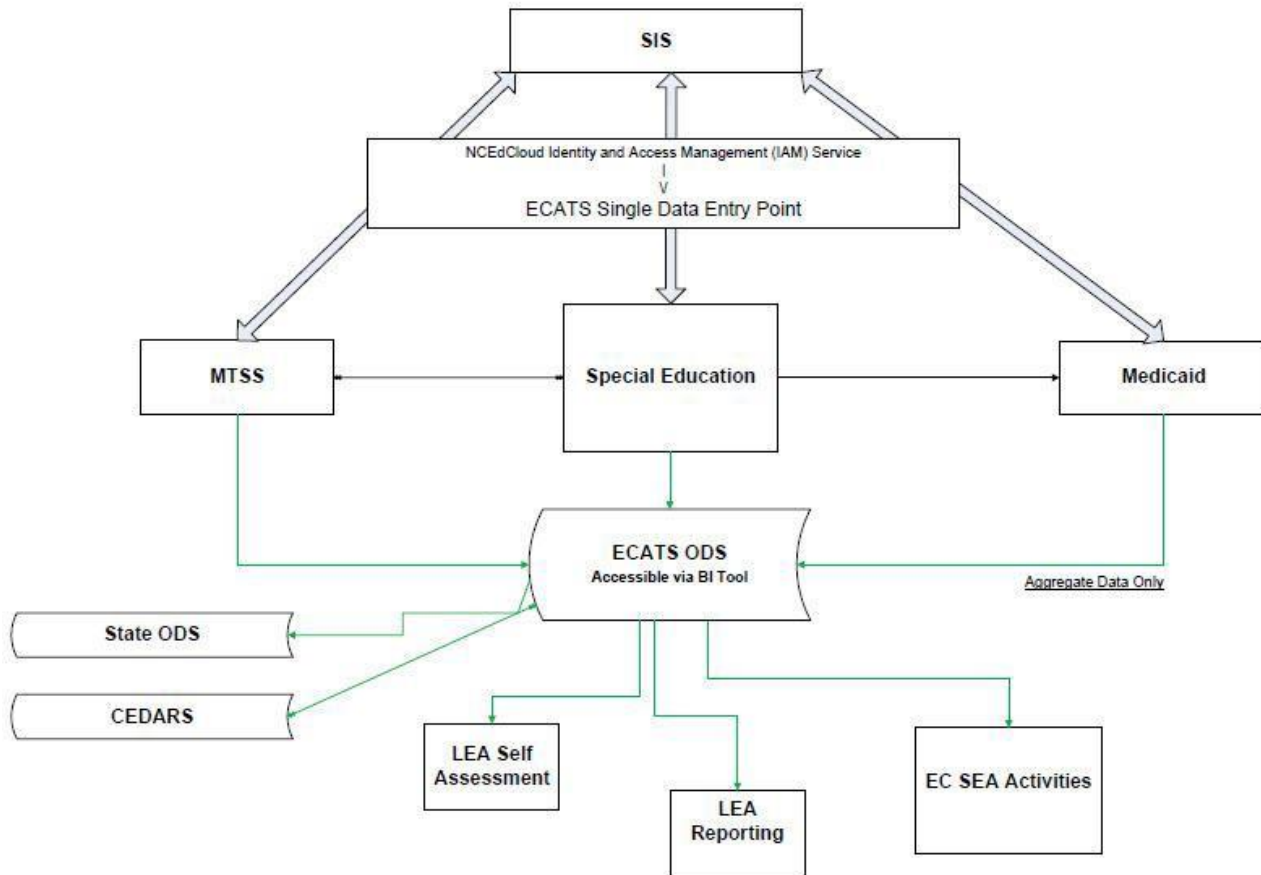 SIS
NCEdCloud Identity and Access Management (IAM) Service
|
V
ECATS Single Data Entry Point
MTSS
Special Education
Medicaid
ECATS ODS
Accessible via BI Tool
Aggregate Data Only
State ODS
CEDARS
LEA Self
Assessment
LEA
Reporting
EC SEA Activities